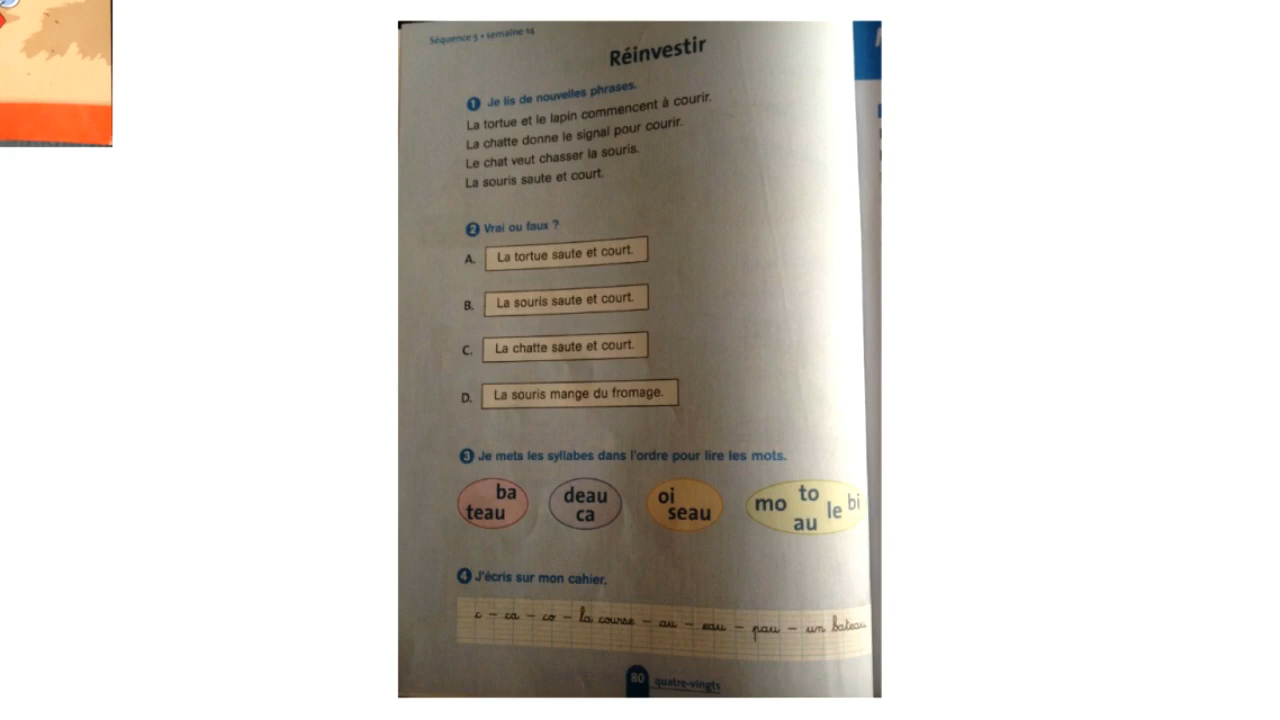 Séquence 5 • semaine 14
Réinvestir
1 Je lis de nouvelles phrases.
La tortue et le lapin commencent à courir.
La chatte donne le signal pour courir.
Le chat veut chasser la souris.
La souris saute et court.
2 Vrai ou faux ?
A. La tortue saute et court.
B. La souris saute et court.
C. La chatte saute et court.
D. La souris mange du fromage.
3 Je mets les syllabes dans l'ordre pour lire les mots.
ba
teau
deau
ca
oi
seau
mo to au le bi
4 J'écris sur mon cahier.
c - ca - co - la course - au - eau - pau - un bateau
80 quatre-vingts